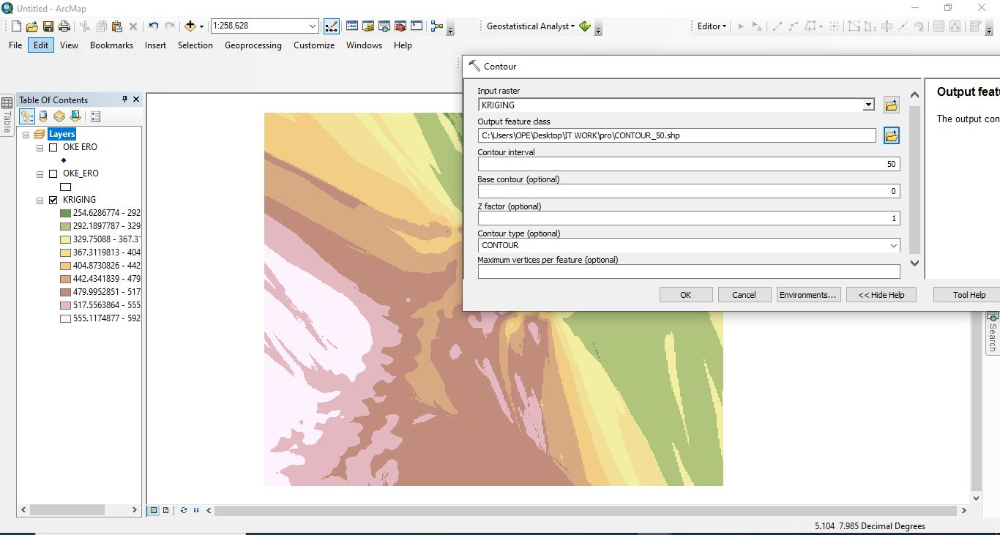 Untitled - ArcMap
1:258,628
Geostatistical Analyst
Editor
File Edit View Bookmarks Insert Selection Geoprocessing Customize Windows Help
Contour
Input raster
KRIGING
Output feature class
C:\Users\OPE\Desktop\IT WORK\pro\CONTOUR_50.shp
Contour interval
50
Base contour (optional)
0
Z factor (optional)
1
Contour type (optional)
CONTOUR
Maximum vertices per feature (optional)
OK Cancel Environments... << Hide Help Tool Help
Output featu
The output con
Table Of Contents
Table
Layers
OKE ERO
OKE_ERO
KRIGING
254.6286774 - 292
292.1897787 - 329
329.75088 - 367.31
367.3119813 - 404
404.8730826 - 442
442.4341839 - 479
479.9952851 - 517
517.5563864 - 555
555.1174877 - 592
Search
5.104 7.985 Decimal Degrees